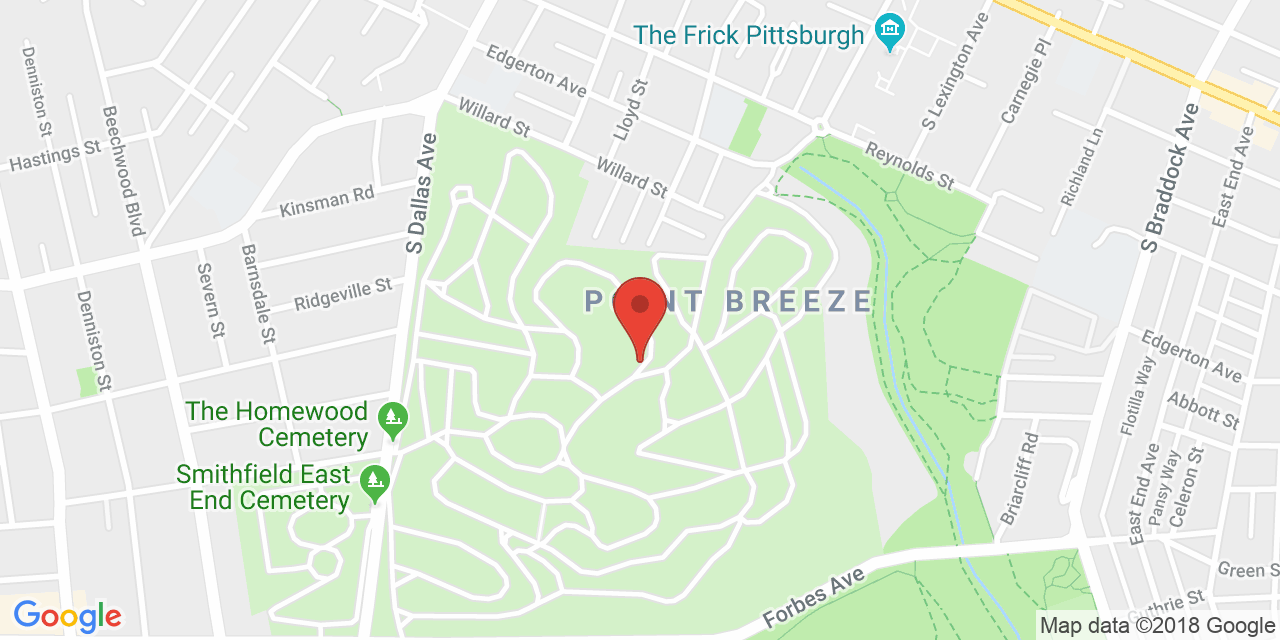 The Frick Pittsburgh
Edgerton Ave
Lloyd St
S Lexington Ave
Carnegie Pl
Denniston St
Beechwood Blvd
Hastings St
Willard St
S Dallas Ave
Willard St
Reynolds St
Richland Ln
S Braddock Ave
East End Ave
Kinsman Rd
Barnsdale St
Severn St
Ridgeville St
Denniston St
P NT BREEZE
Edgerton Ave
Flotilla Way
Abbott St
The Homewood
Cemetery
Smithfield East
End Cemetery
Briarcliff Rd
East End Ave
Pansy Way
Celeron St
Forbes Ave
Green S
Guthrie St
Google
Map data ©2018 Google